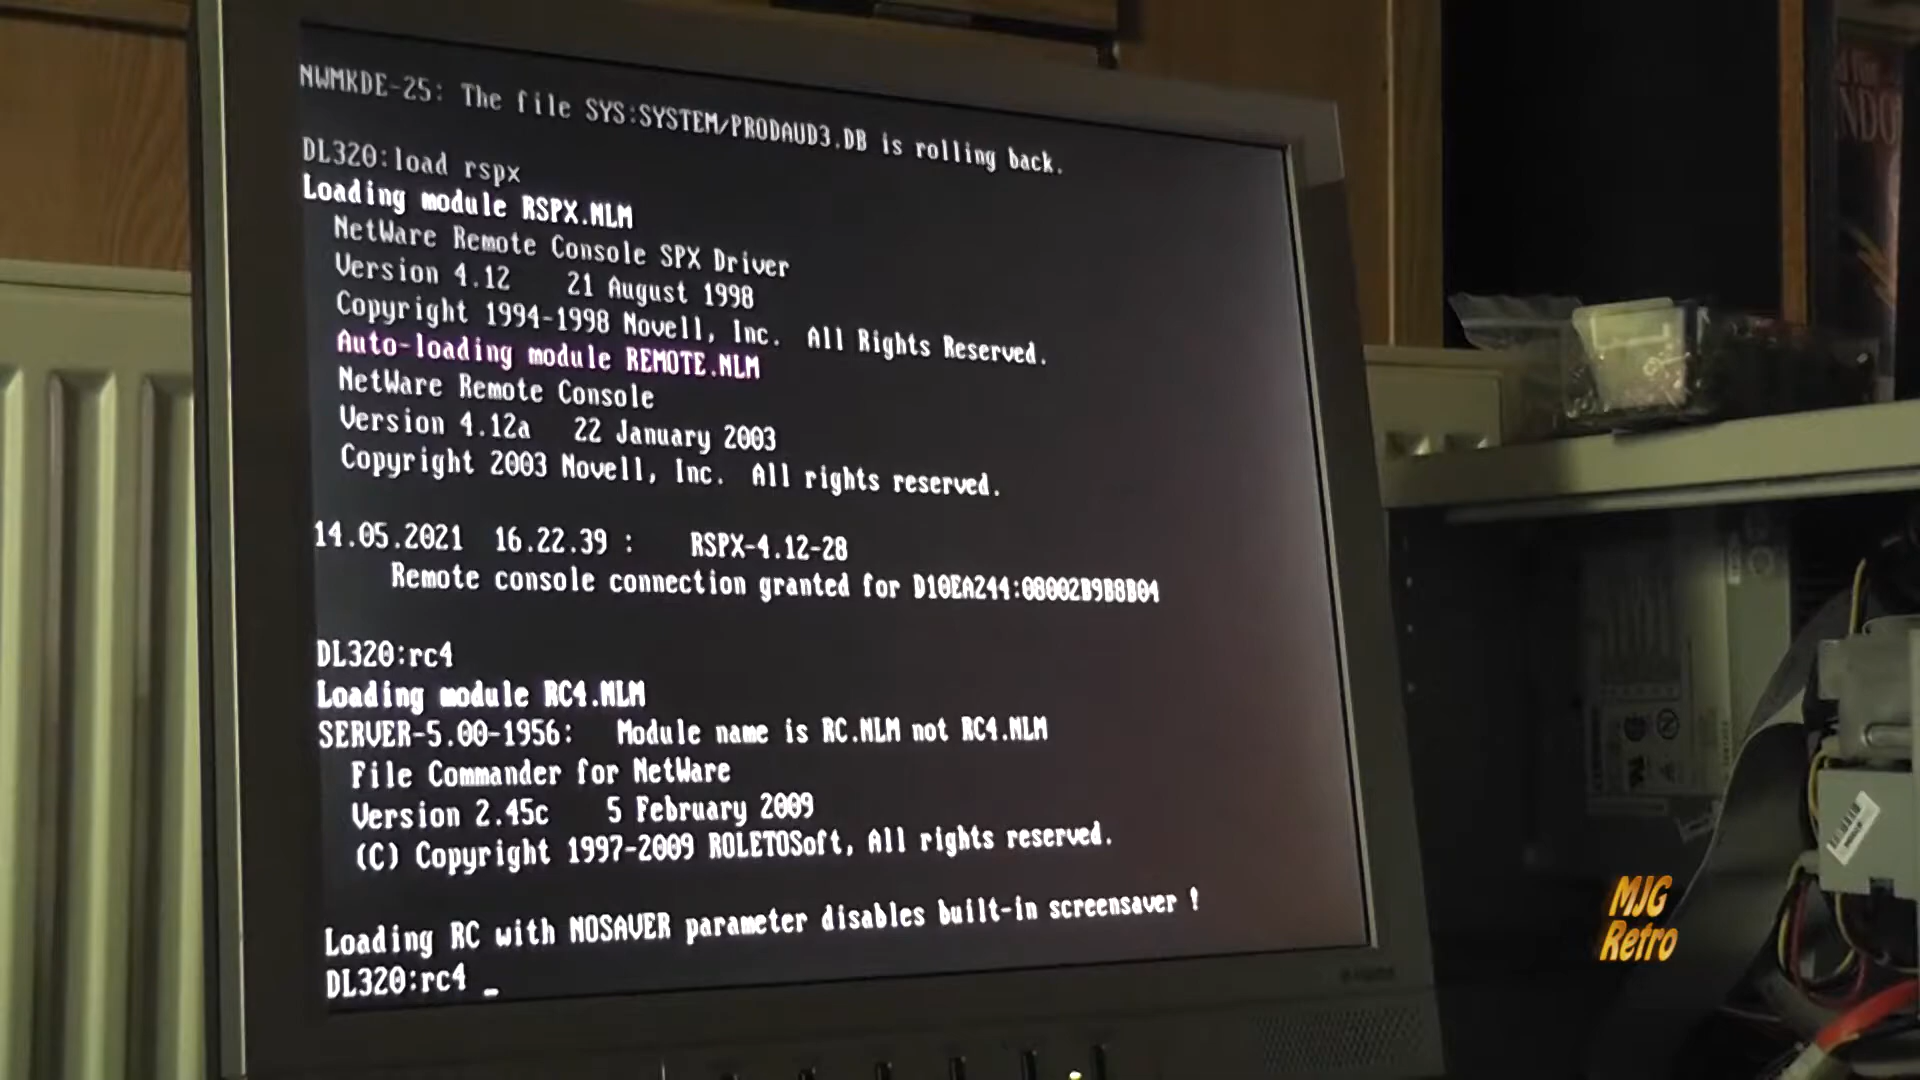 NWMKDE-25: The file SYS:SYSTEM/PRODAUD3.DB is rolling back.
DL320:load rspx
Loading module RSPX.NLM
NetWare Remote Console SPX Driver
Version 4.12 21 August 1998
Copyright 1994-1998 Novell, Inc. All Rights Reserved.
Auto-loading module REMOTE.NLM
NetWare Remote Console
Version 4.12a 22 January 2003
Copyright 2003 Novell, Inc. All rights reserved.
14.05.2021 16.22.39 : RSPX-4.12-28
Remote console connection granted for D10EA244:08002B9B8B04
DL320:rc4
Loading module RC4.NLM
SERVER-5.00-1956: Module name is RC.NLM not RC4.NLM
File Commander for NetWare
Version 2.45c 5 February 2009
(C) Copyright 1997-2009 ROLETOSoft, All rights reserved.
Loading RC with NOSAVER parameter disables built-in screensaver !
DL320:rc4 _
MJG
Retro